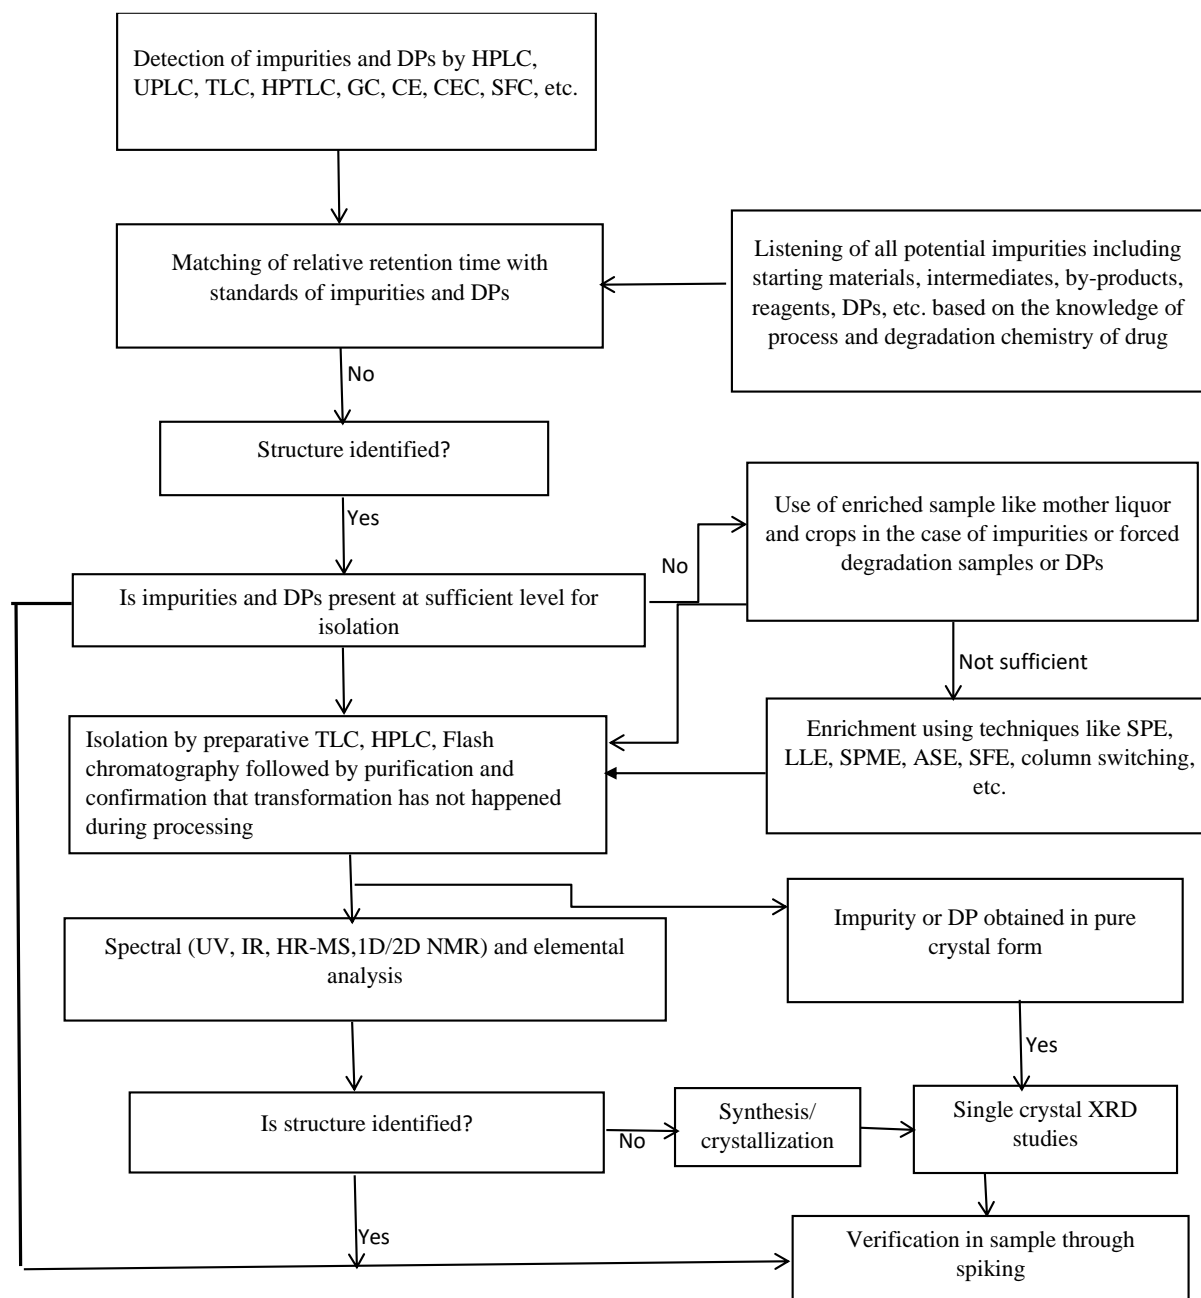 Detection of impurities and DPs by HPLC,
UPLC, TLC, HPTLC, GC, CE, CEC, SFC, etc.
Matching of relative retention time with
standards of impurities and DPs
Listening of all potential impurities including
starting materials, intermediates, by-products,
reagents, DPs, etc. based on the knowledge of
process and degradation chemistry of drug
No
Structure identified?
Yes
Use of enriched sample like mother liquor
and crops in the case of impurities or forced
degradation samples or DPs
No
Is impurities and DPs present at sufficient level for
isolation
Not sufficient
Isolation by preparative TLC, HPLC, Flash
chromatography followed by purification and
confirmation that transformation has not happened
during processing
Enrichment using techniques like SPE,
LLE, SPME, ASE, SFE, column switching,
etc.
Spectral (UV, IR, HR-MS,1D/2D NMR) and elemental
analysis
Impurity or DP obtained in pure
crystal form
Yes
Is structure identified?
No
Synthesis/
crystallization
Single crystal XRD
studies
Yes
Verification in sample through
spiking